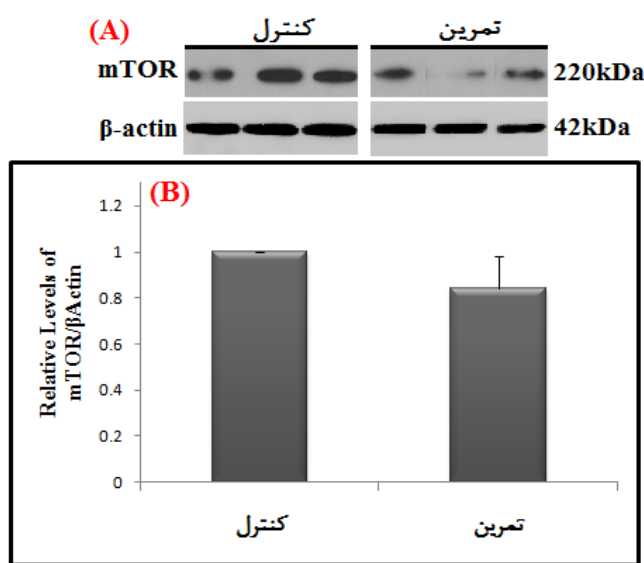 (A) کنترل تمرین
mTOR 220kDa
β-actin 42kDa
(B)
1.2
1
0.8
0.6
0.4
0.2
0
Relative Levels of
mTOR/βActin
کنترل تمرین